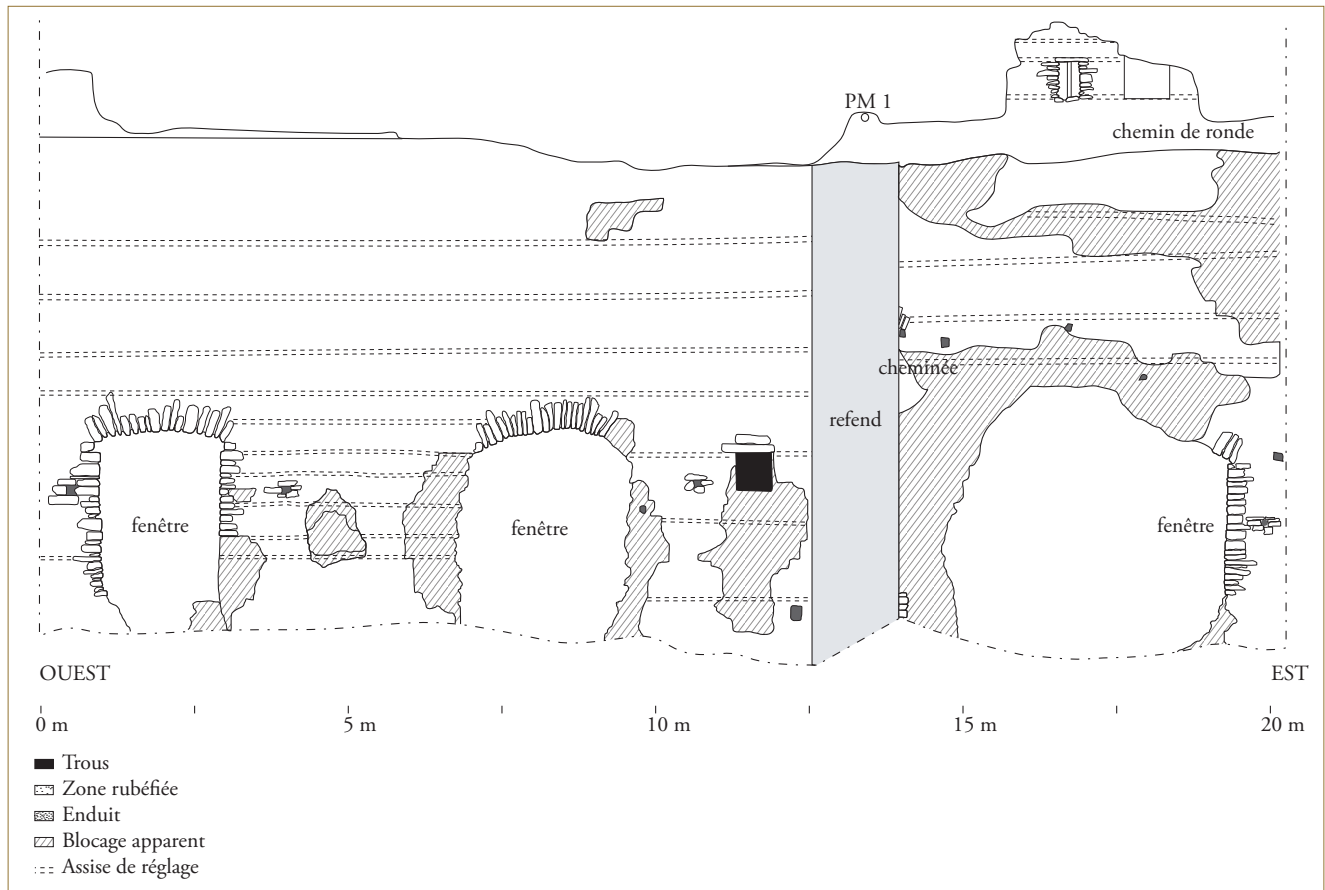 PM 1
chemin de ronde
cheminée
refend
fenêtre
fenêtre
fenêtre
OUEST
EST
0 m
5 m
10 m
15 m
20 m
Trous
Zone rubéfiée
Enduit
Blocage apparent
Assise de réglage